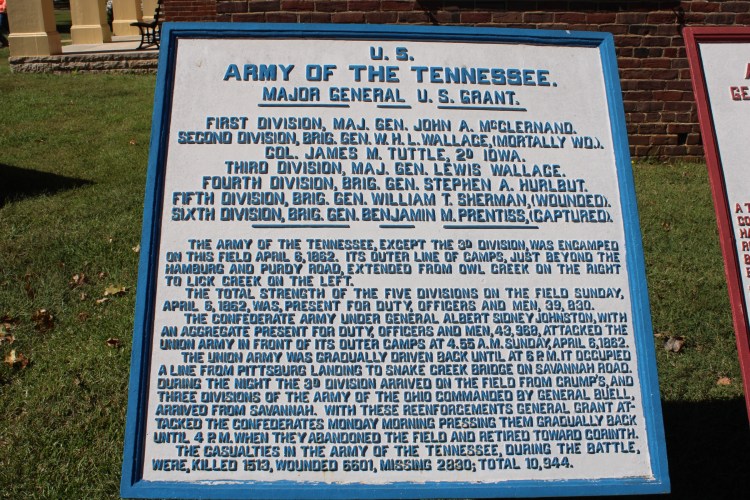 U. S.
ARMY OF THE TENNESSEE.
MAJOR GENERAL U. S. GRANT.
FIRST DIVISION, MAJ. GEN. JOHN A. McCLERNAND.
SECOND DIVISION, BRIG. GEN. W. H. L. WALLACE, (MORTALLY WD.).
COL. JAMES M. TUTTLE, 2D IOWA.
THIRD DIVISION, MAJ. GEN. LEWIS WALLACE.
FOURTH DIVISION, BRIG. GEN. STEPHEN A. HURLBUT.
FIFTH DIVISION, BRIG. GEN. WILLIAM T. SHERMAN, (WOUNDED).
SIXTH DIVISION, BRIG. GEN. BENJAMIN M. PRENTISS, (CAPTURED).
THE ARMY OF THE TENNESSEE, EXCEPT THE 3D DIVISION, WAS ENCAMPED
ON THIS FIELD APRIL 6, 1862. ITS OUTER LINE OF CAMPS, JUST BEYOND THE
HAMBURG AND PURDY ROAD, EXTENDED FROM OWL CREEK ON THE RIGHT
TO LICK CREEK ON THE LEFT.
THE TOTAL STRENGTH OF THE FIVE DIVISIONS ON THE FIELD SUNDAY,
APRIL 6, 1862, WAS, PRESENT FOR DUTY, OFFICERS AND MEN, 39,830.
THE CONFEDERATE ARMY UNDER GENERAL ALBERT SIDNEY JOHNSTON, WITH
AN AGGREGATE PRESENT FOR DUTY, OFFICERS AND MEN, 43,968, ATTACKED THE
UNION ARMY IN FRONT OF ITS OUTER CAMPS AT 4.55 A.M. SUNDAY, APRIL 6, 1862.
THE UNION ARMY WAS GRADUALLY DRIVEN BACK UNTIL AT 6 P.M. IT OCCUPIED
A LINE FROM PITTSBURG LANDING TO SNAKE CREEK BRIDGE ON SAVANNAH ROAD.
DURING THE NIGHT THE 3D DIVISION ARRIVED ON THE FIELD FROM CRUMP'S, AND
THREE DIVISIONS OF THE ARMY OF THE OHIO COMMANDED BY GENERAL BUELL,
ARRIVED FROM SAVANNAH. WITH THESE REENFORCEMENTS GENERAL GRANT AT-
TACKED THE CONFEDERATES MONDAY MORNING PRESSING THEM GRADUALLY BACK
UNTIL 4 P.M. WHEN THEY ABANDONED THE FIELD AND RETIRED TOWARD CORINTH.
THE CASUALTIES IN THE ARMY OF THE TENNESSEE, DURING THE BATTLE,
WERE, KILLED 1513, WOUNDED 6601, MISSING 2830; TOTAL 10,944.